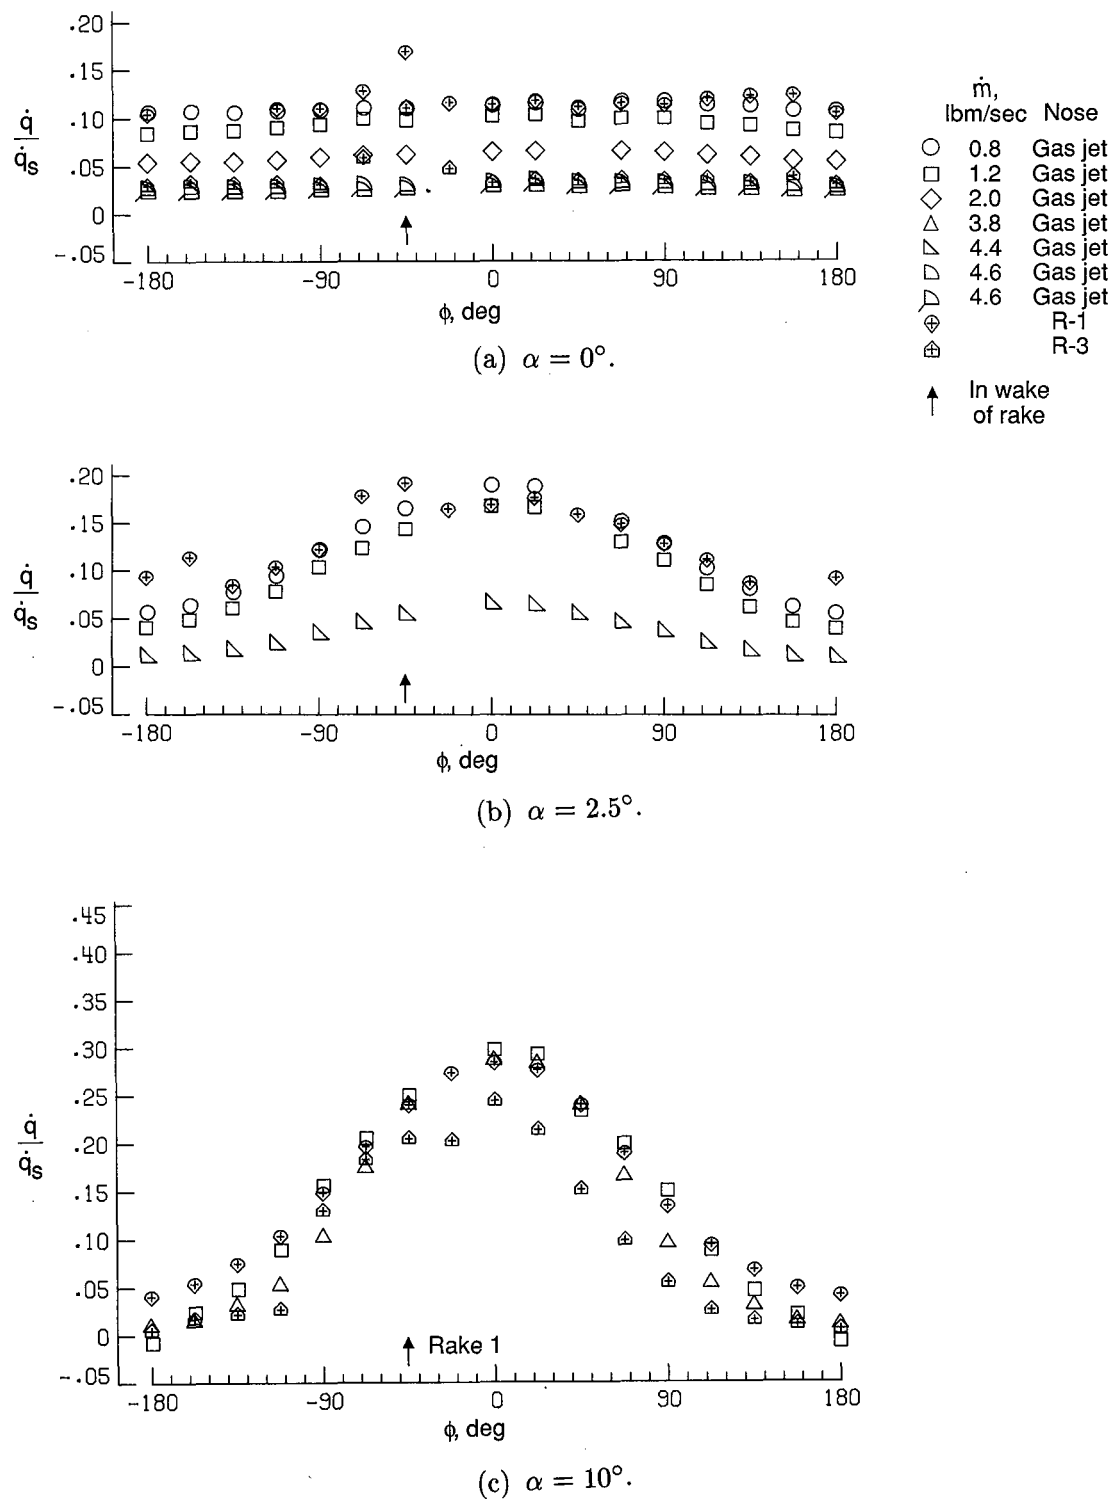 .20
.15
.10
.05
0
-.05
q̇
q̇s
-180 -90 0 90 180
ϕ, deg
(a) α = 0°.
ṁ,
lbm/sec Nose
0.8 Gas jet
1.2 Gas jet
2.0 Gas jet
3.8 Gas jet
4.4 Gas jet
4.6 Gas jet
4.6 Gas jet
R-1
R-3
In wake
of rake
.20
.15
.10
.05
0
-.05
q̇
q̇s
-180 -90 0 90 180
ϕ, deg
(b) α = 2.5°.
.45
.40
.35
.30
.25
.20
.15
.10
.05
0
-.05
q̇
q̇s
Rake 1
-180 -90 0 90 180
ϕ, deg
(c) α = 10°.